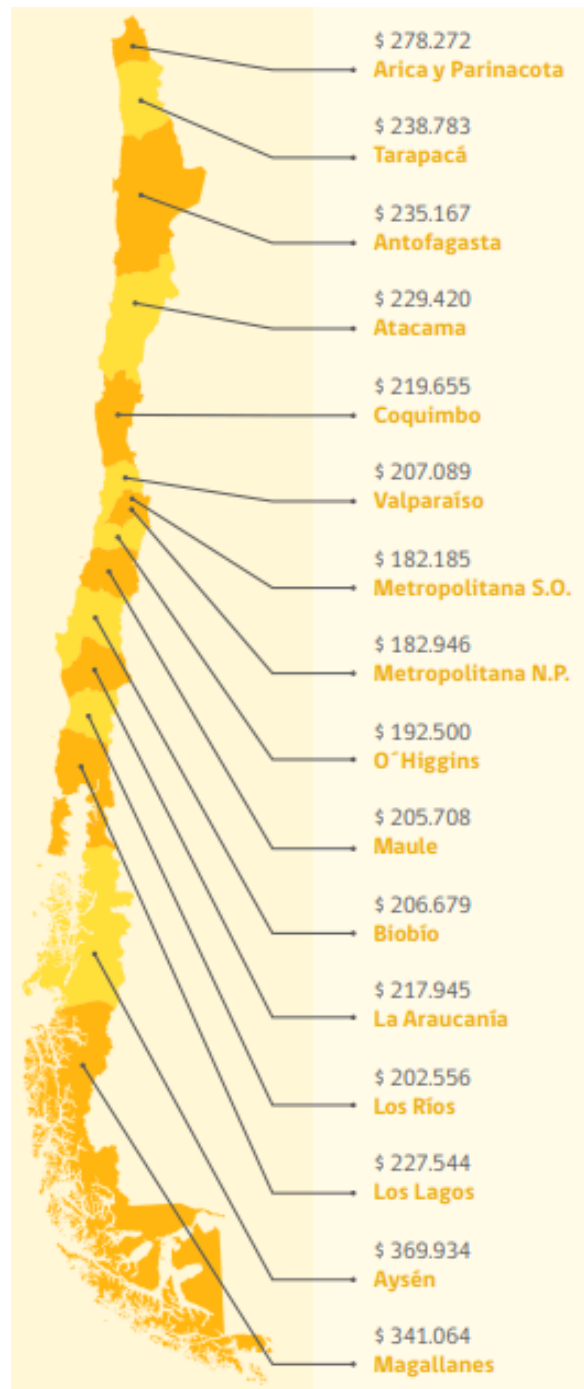 $ 278.272
Arica y Parinacota
$ 238.783
Tarapacá
$ 235.167
Antofagasta
$ 229.420
Atacama
$ 219.655
Coquimbo
$ 207.089
Valparaíso
$ 182.185
Metropolitana S.O.
$ 182.946
Metropolitana N.P.
$ 192.500
O´Higgins
$ 205.708
Maule
$ 206.679
Biobío
$ 217.945
La Araucanía
$ 202.556
Los Ríos
$ 227.544
Los Lagos
$ 369.934
Aysén
$ 341.064
Magallanes